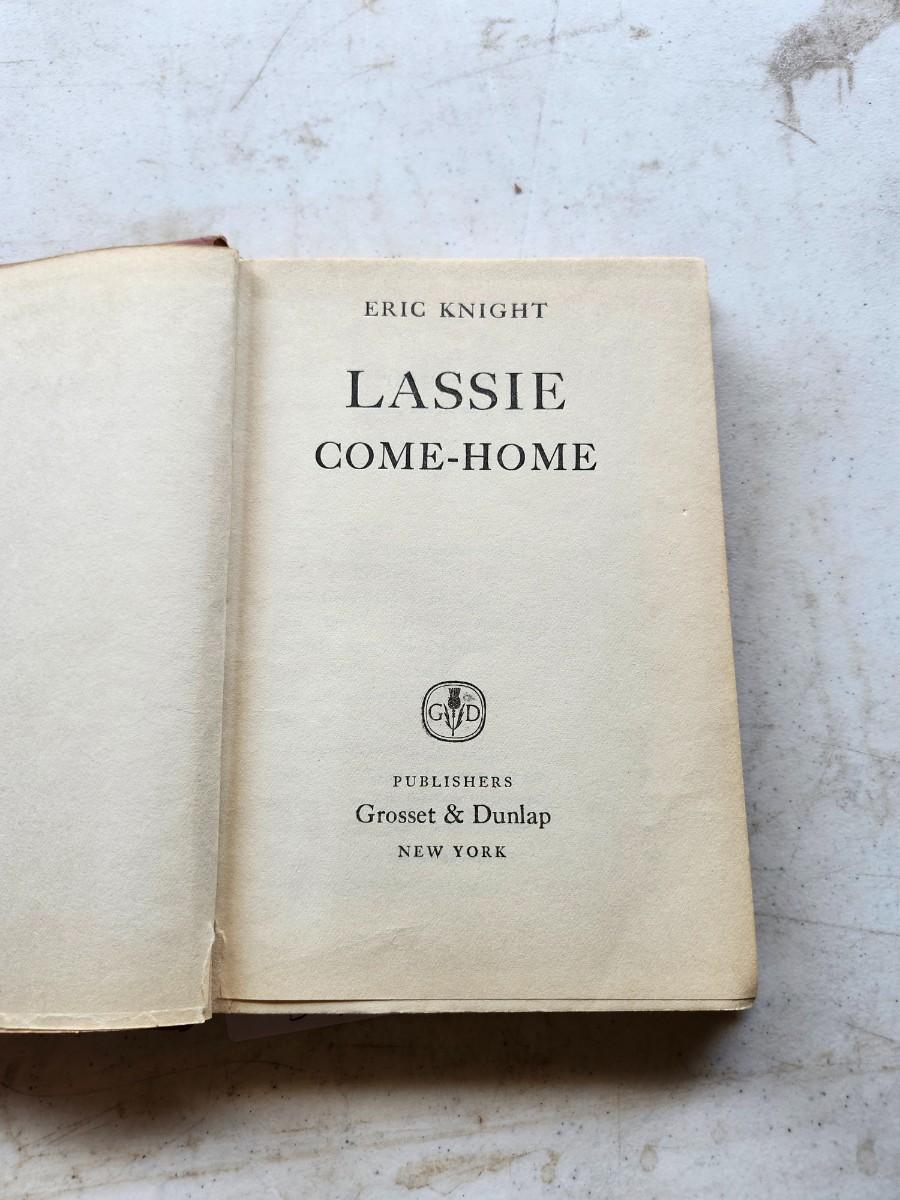 ERIC KNIGHT
LASSIE
COME-HOME
G D
PUBLISHERS
Grosset & Dunlap
NEW YORK